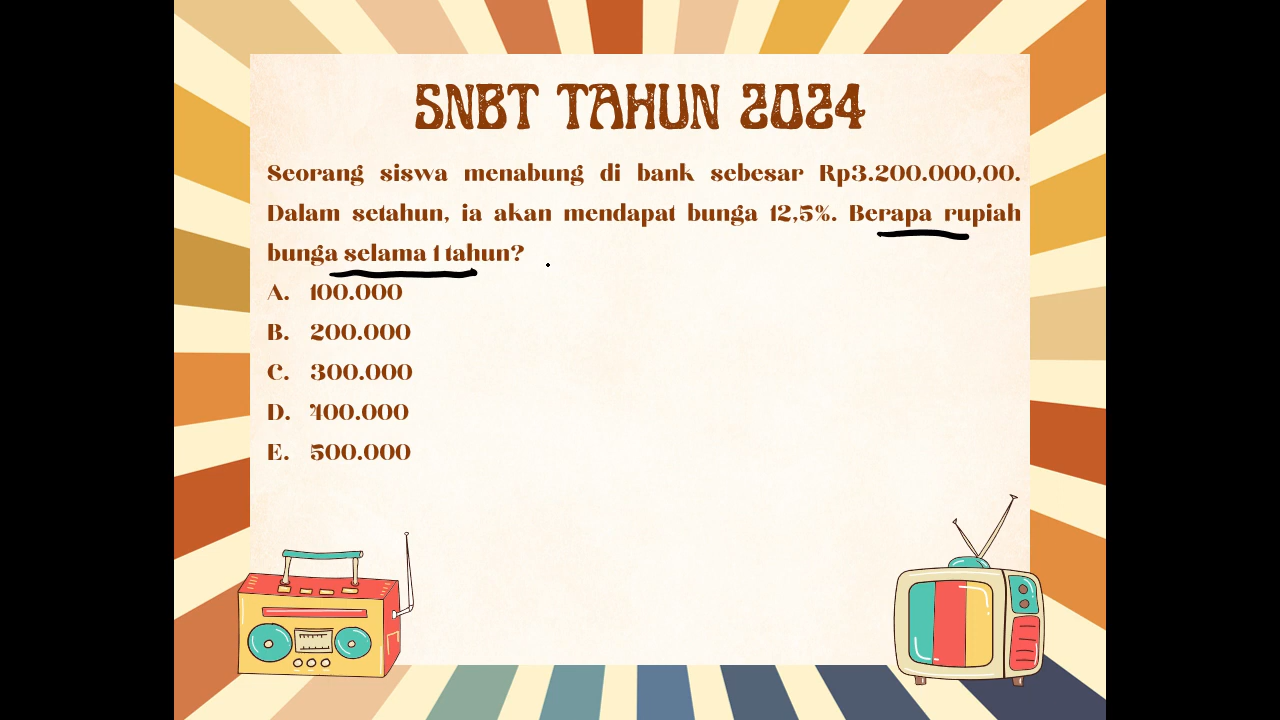 SNBT TAHUN 2024
Seorang siswa menabung di bank sebesar Rp3.200.000,00.
Dalam setahun, ia akan mendapat bunga 12,5%. Berapa rupiah
bunga selama 1 tahun?
A. 100.000
B. 200.000
C. 300.000
D. 400.000
E. 500.000